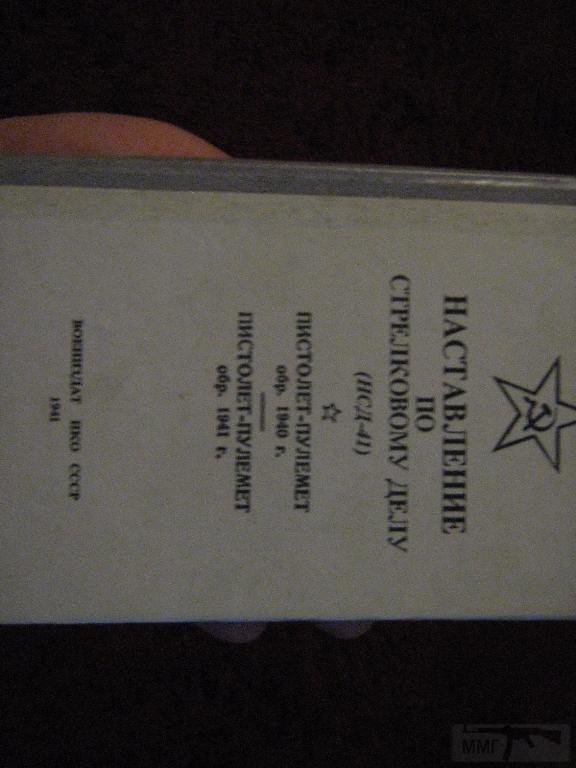 НАСТАВЛЕНИЕ
ПО
СТРЕЛКОВОМУ ДЕЛУ
(НСД-41)
ПИСТОЛЕТ-ПУЛЕМЕТ
обр. 1940 г.
ПИСТОЛЕТ-ПУЛЕМЕТ
обр. 1941 г.
ВОЕНИЗДАТ НКО СССР
1941
ММГ